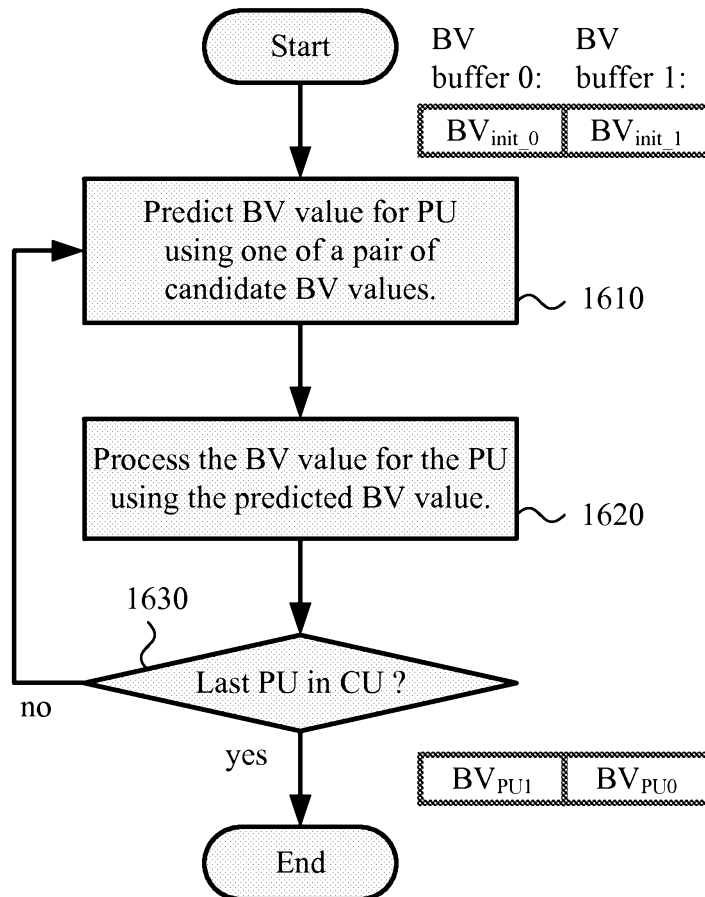 Start
BV buffer 0:
BV buffer 1:
BVinit_0
BVinit_1
Predict BV value for PU
using one of a pair of
candidate BV values.
1610
Process the BV value for the PU
using the predicted BV value.
1620
1630
Last PU in CU ?
no
yes
BVPU1
BVPU0
End